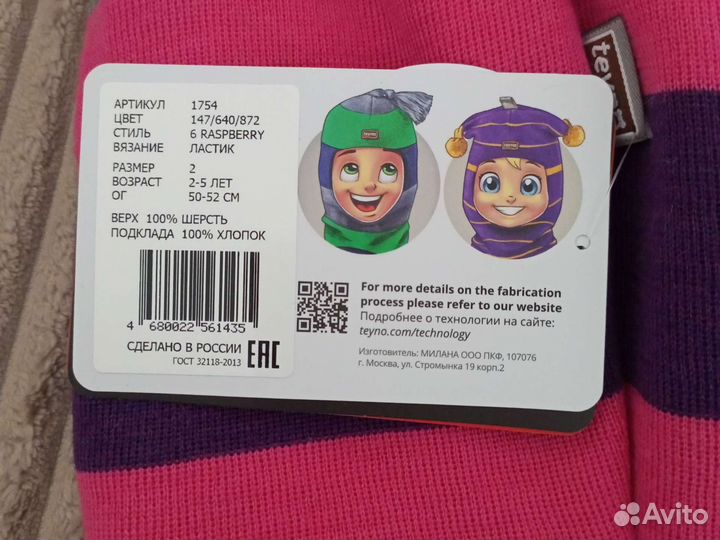 teyno
АРТИКУЛ 1754
ЦВЕТ 147/640/872
СТИЛЬ 6 RASPBERRY
ВЯЗАНИЕ ЛАСТИК
РАЗМЕР 2
ВОЗРАСТ 2-5 ЛЕТ
ОГ 50-52 СМ
ВЕРХ 100% ШЕРСТЬ
ПОДКЛАДА 100% ХЛОПОК
4 680022 561435
СДЕЛАНО В РОССИИ
ГОСТ 32118-2013
EAC
For more details on the fabrication
process please refer to our website
Подробнее о технологии на сайте:
teyno.com/technology
Изготовитель: МИЛАНА ООО ПКФ, 107076
г. Москва, ул. Стромынка 19 корп.2
Avito